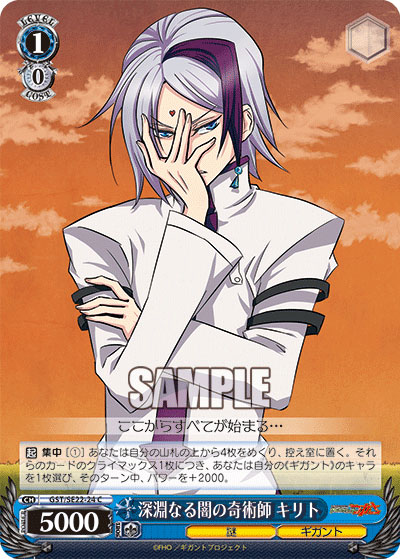 LEVEL
1
0
COST
SAMPLE
ここからすべてが始まる…
起 集中 [①] あなたは自分の山札の上から4枚をめくり、控え室に置く。それ
らのカードのクライマックス1枚につき、あなたは自分の《ギガント》のキャラ
を1枚選び、そのターン中、パワーを+2000。
CH GST/SE22-24 C
5000
深淵なる闇の奇術師 キリト
謎 ギガント
©FHO／ギガントプロジェクト